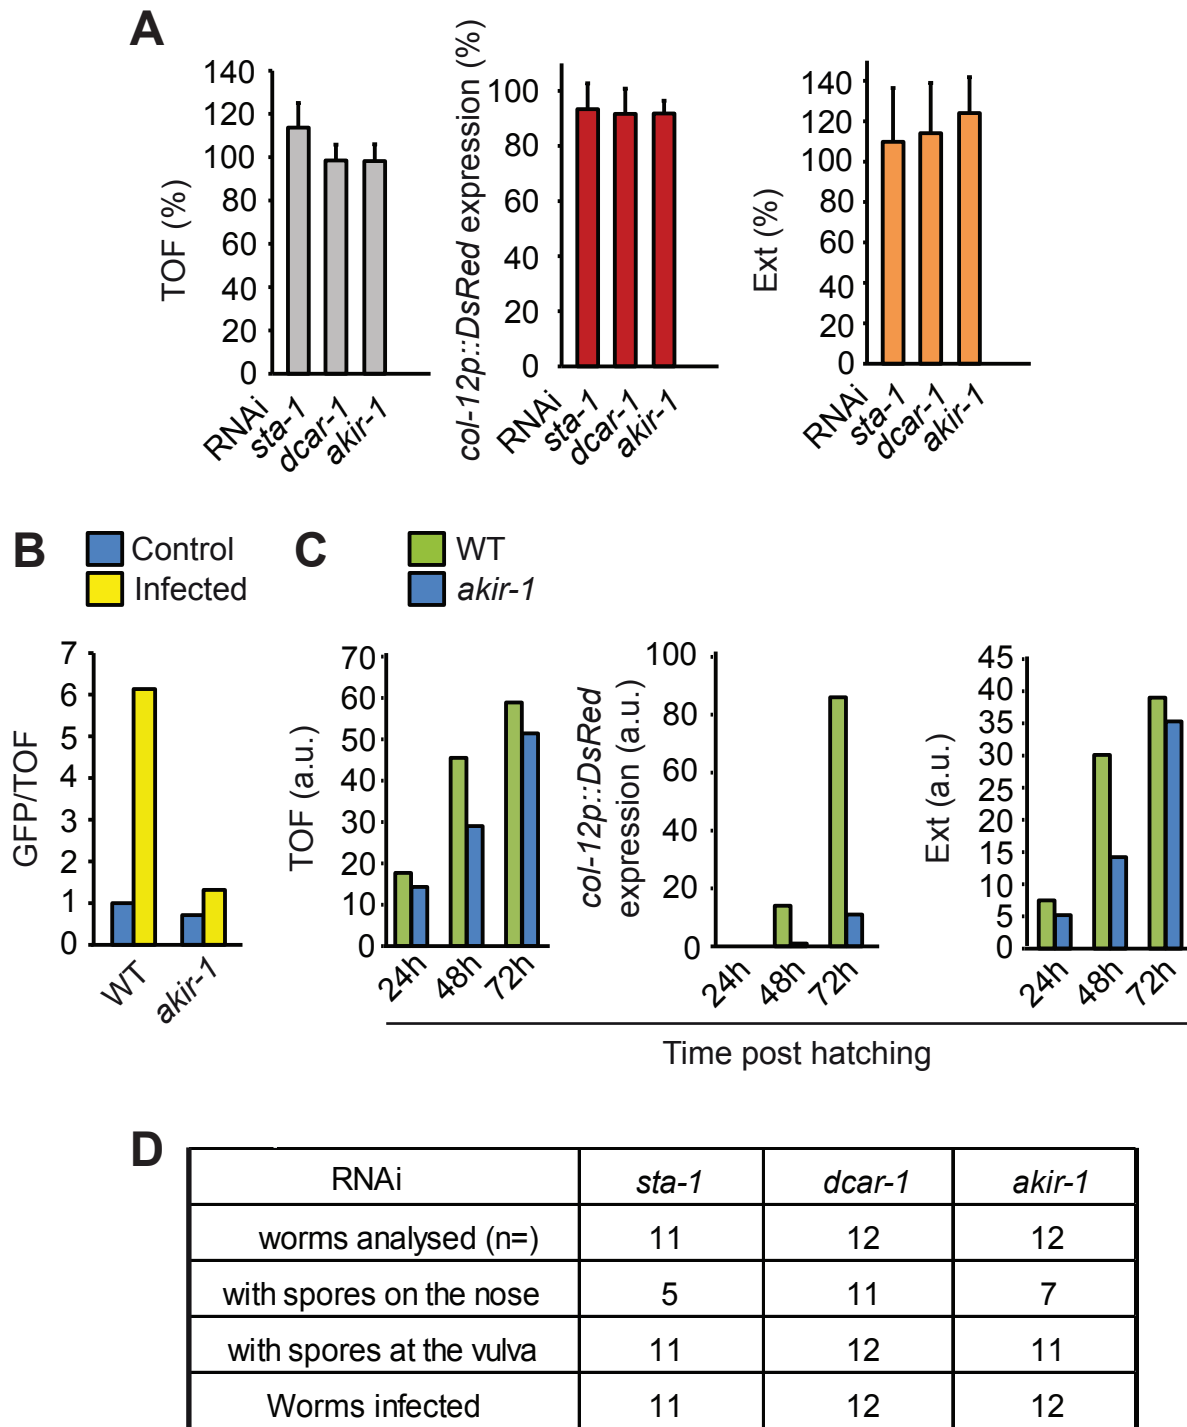 A
TOF (%)
140
120
100
80
60
40
20
0
RNAi
sta-1
dcar-1
akir-1
col-12p::DsRed expression (%)
100
80
60
40
20
0
RNAi
sta-1
dcar-1
akir-1
Ext (%)
140
120
100
80
60
40
20
0
RNAi
sta-1
dcar-1
akir-1
B
Control
Infected
GFP/TOF
7
6
5
4
3
2
1
0
WT
akir-1
C
WT
akir-1
TOF (a.u.)
70
60
50
40
30
20
10
0
24h
48h
72h
col-12p::DsRed
expression (a.u.)
100
80
60
40
20
0
24h
48h
72h
Ext (a.u.)
45
40
35
30
25
20
15
10
5
0
24h
48h
72h
Time post hatching
D
RNAi sta-1 dcar-1 akir-1
worms analysed (n=) 11 12 12
with spores on the nose 5 11 7
with spores at the vulva 11 12 11
Worms infected 11 12 12